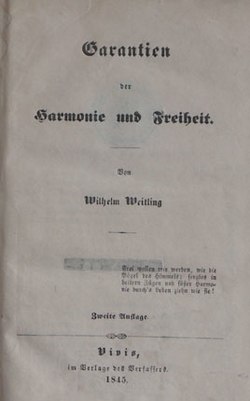 Garantien
der
Harmonie und Freiheit.
Von
Wilhelm Weitling
Frei wollen wir werden, wie die
Vögel des Himmels; sorglos in
heitern Zügen und süßer Harmo-
nie durch's Leben ziehn wie sie!
Zweite Auflage.
Vivis,
im Verlage des Verfassers.
1845.